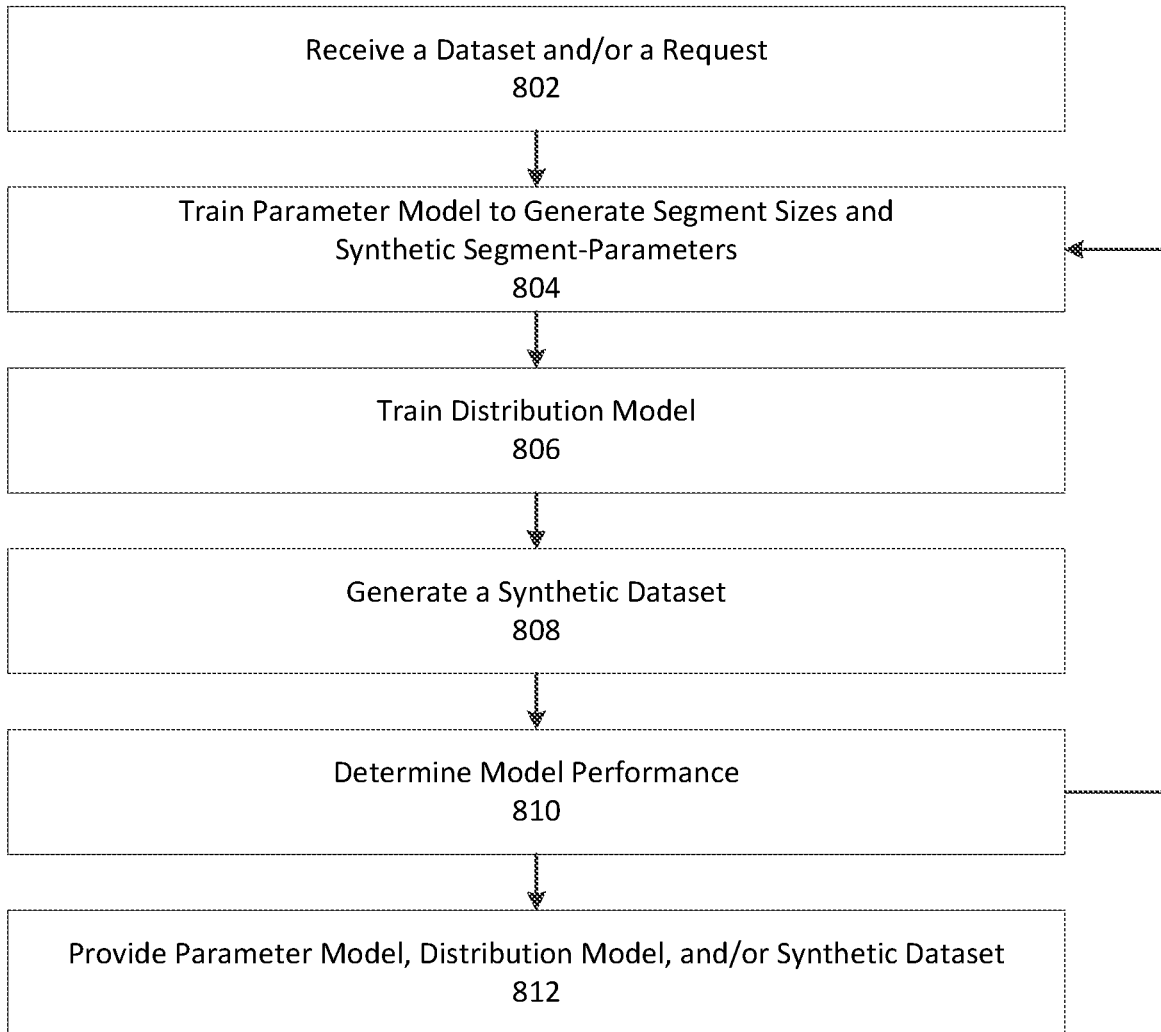 Receive a Dataset and/or a Request
802
Train Parameter Model to Generate Segment Sizes and
Synthetic Segment-Parameters
804
Train Distribution Model
806
Generate a Synthetic Dataset
808
Determine Model Performance
810
Provide Parameter Model, Distribution Model, and/or Synthetic Dataset
812